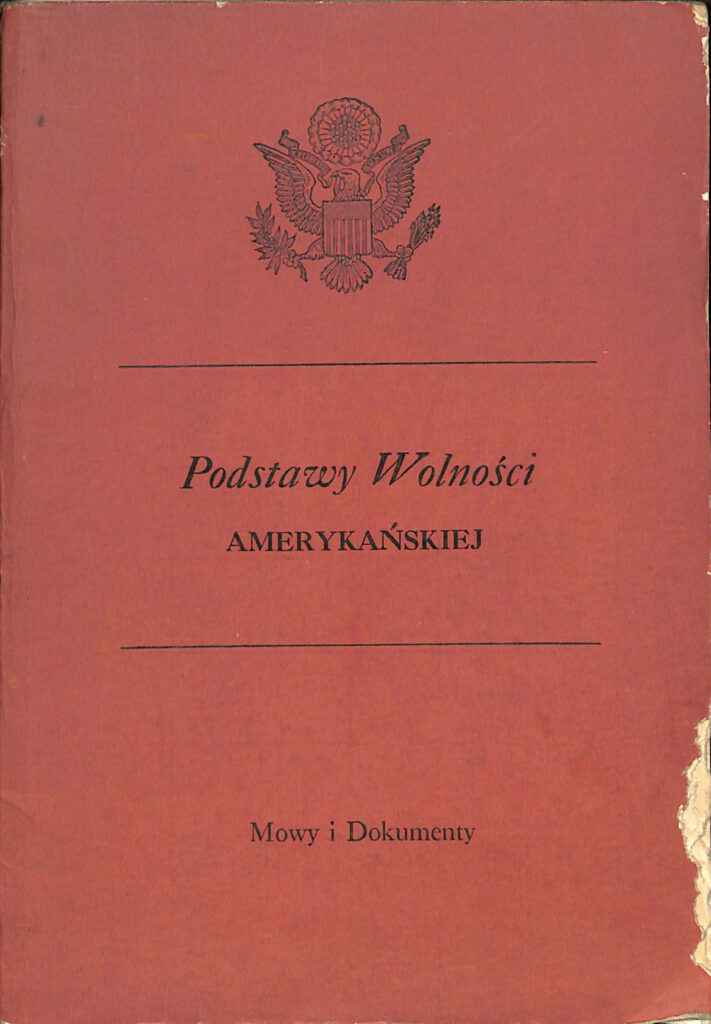 Podstawy Wolności
AMERYKAŃSKIEJ
Mowy i Dokumenty